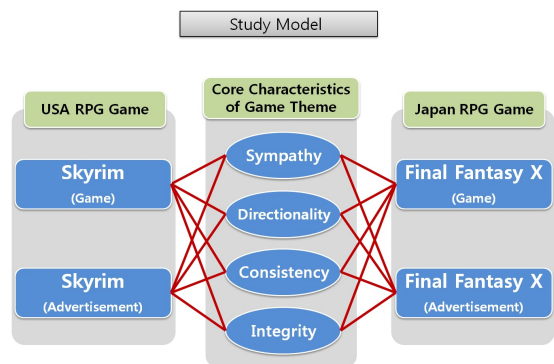 Study Model
USA RPG Game
Core Characteristics
of Game Theme
Japan RPG Game
Skyrim
(Game)
Skyrim
(Advertisement)
Sympathy
Directionality
Consistency
Integrity
Final Fantasy X
(Game)
Final Fantasy X
(Advertisement)